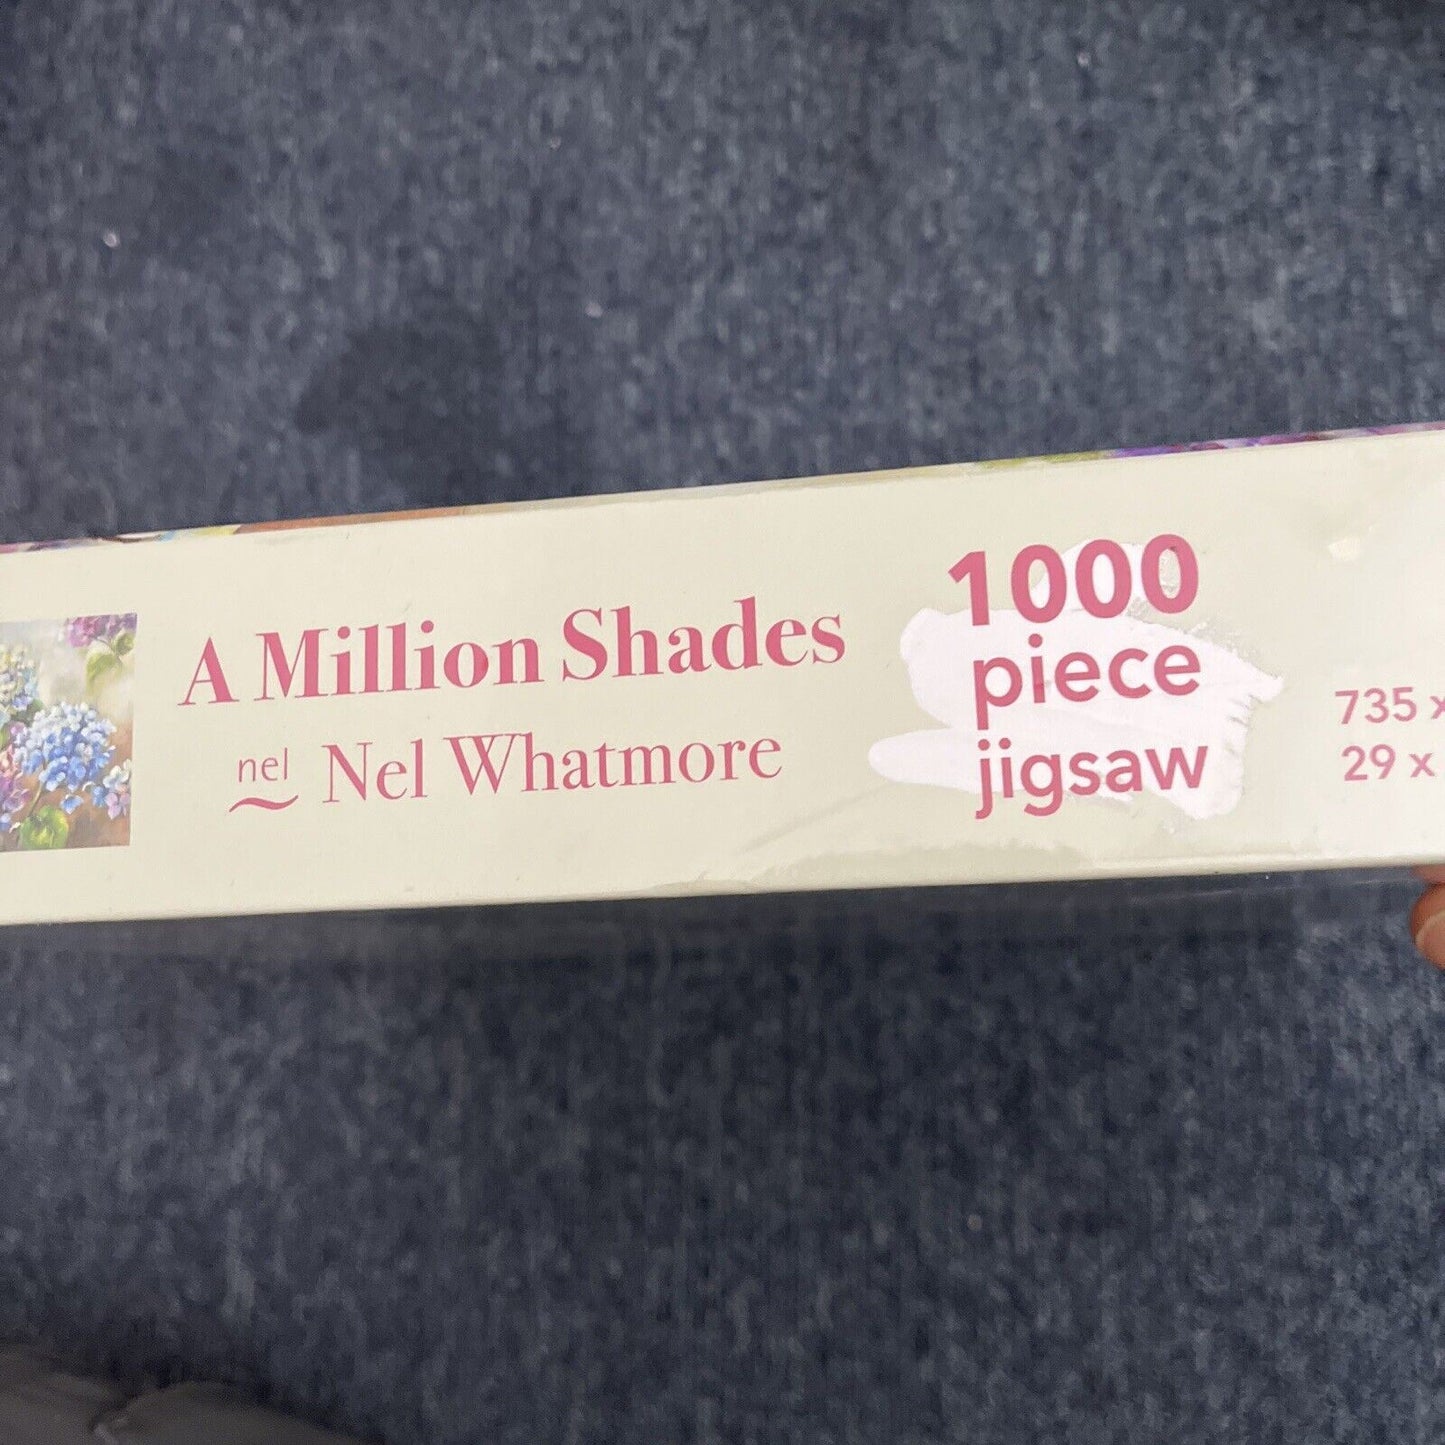 A Million Shades
nel Nel Whatmore
1000
piece
jigsaw
735 x
29 x